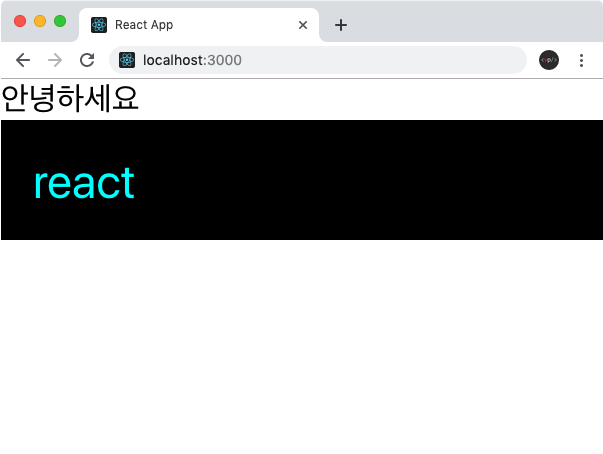 React App
localhost:3000
안녕하세요
react